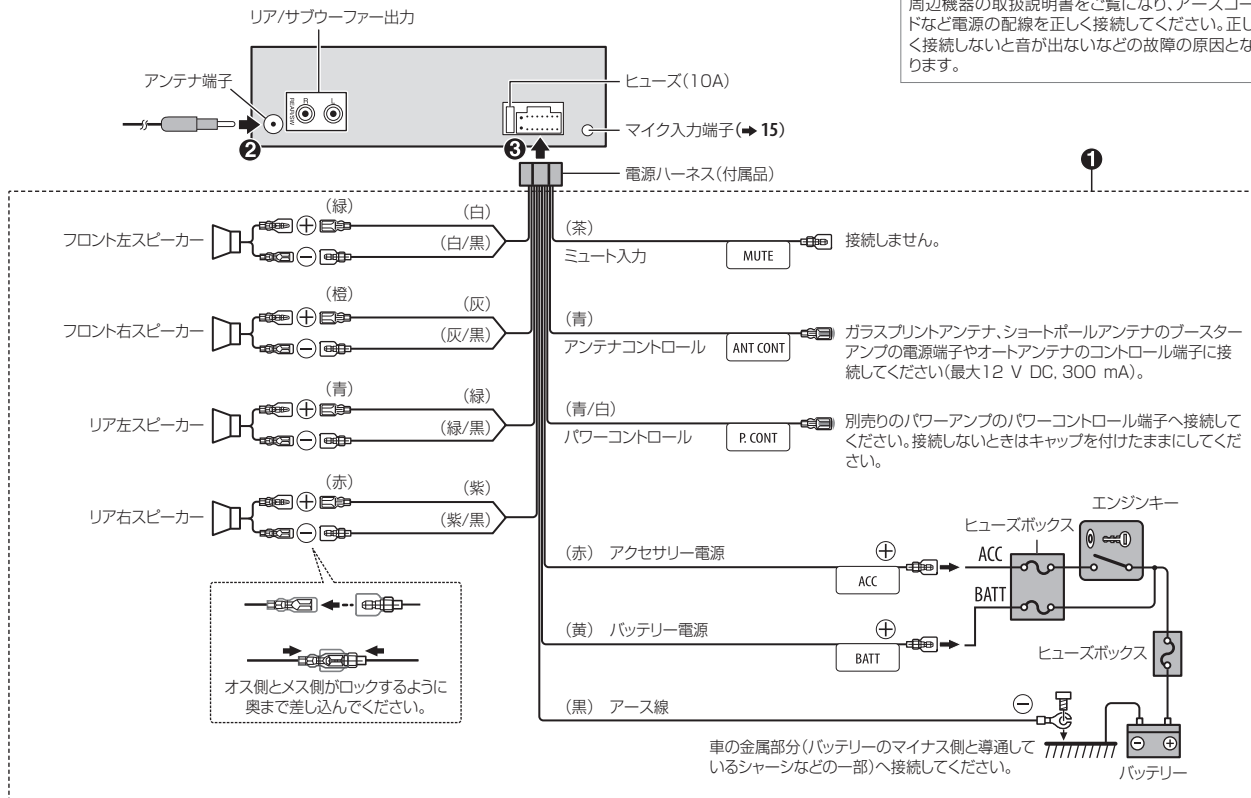 周辺機器の取扱説明書をご覧になり、アースコー
ドなど電源の配線を正しく接続してください。正し
く接続しないと音が出ないなどの故障の原因とな
ります。
リア/サブウーファー出力
アンテナ端子
REAR/SW
R
L
ヒューズ(10A)
マイク入力端子(➡ 15)
❷
❸
電源ハーネス(付属品)
❶
フロント左スピーカー
(緑)
(白)
(白/黒)
(茶)
ミュート入力
MUTE
接続しません。
フロント右スピーカー
(橙)
(灰)
(灰/黒)
(青)
アンテナコントロール
ANT CONT
ガラスプリントアンテナ、ショートポールアンテナのブースター
アンプの電源端子やオートアンテナのコントロール端子に接
続してください(最大12 V DC, 300 mA)。
リア左スピーカー
(青)
(緑)
(緑/黒)
(青/白)
パワーコントロール
P. CONT
別売りのパワーアンプのパワーコントロール端子へ接続して
ください。接続しないときはキャップを付けたままにしてくだ
さい。
リア右スピーカー
(赤)
(紫)
(紫/黒)
(赤) アクセサリー電源
ACC
ACC
BATT
ヒューズボックス
エンジンキー
(黄) バッテリー電源
BATT
ヒューズボックス
オス側とメス側がロックするように
奥まで差し込んでください。
(黒) アース線
車の金属部分(バッテリーのマイナス側と導通して
いるシャーシなどの一部)へ接続してください。
バッテリー